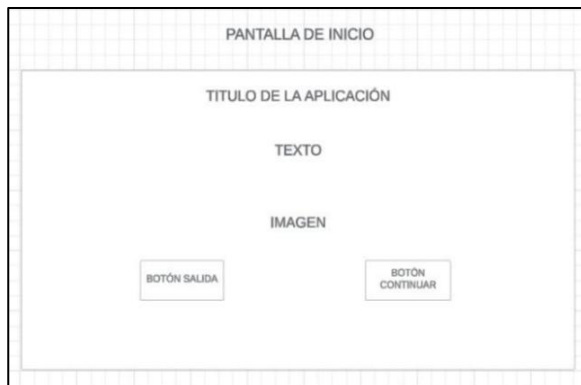 PANTALLA DE INICIO
TITULO DE LA APLICACIÓN
TEXTO
IMAGEN
BOTÓN SALIDA
BOTÓN
CONTINUAR